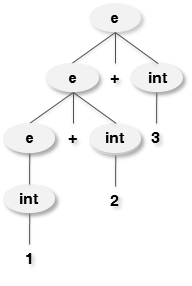 e
e + int
e + int 3
int 2
1